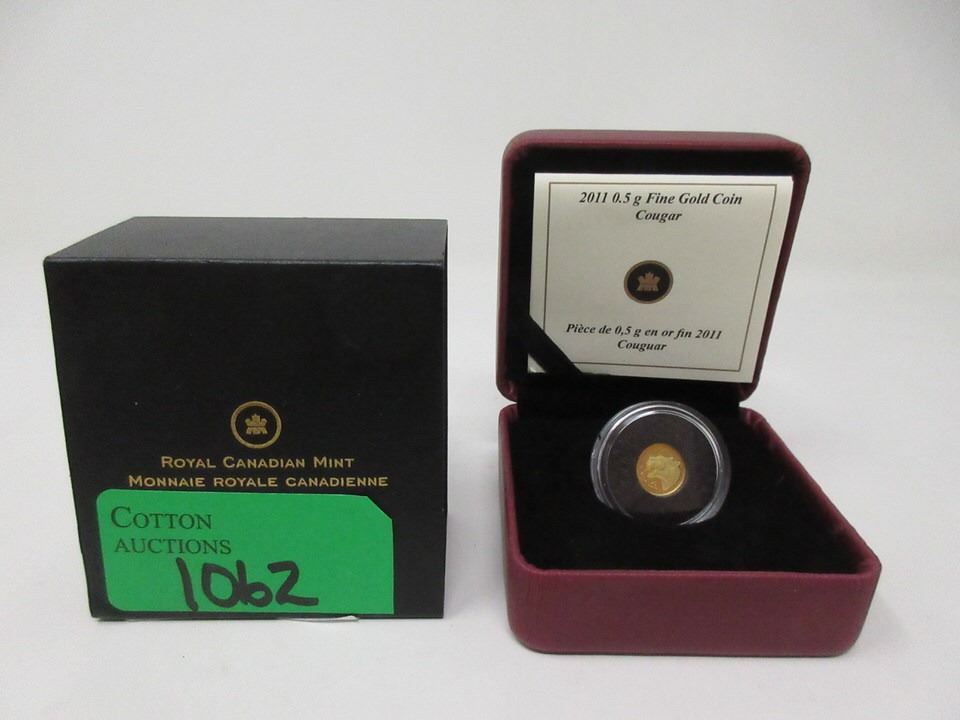 ROYAL CANADIAN MINT
MONNAIE ROYALE CANADIENNE
COTTON
AUCTIONS
1062
2011 0.5 g Fine Gold Coin
Cougar
Pièce de 0,5 g en or fin 2011
Couguar